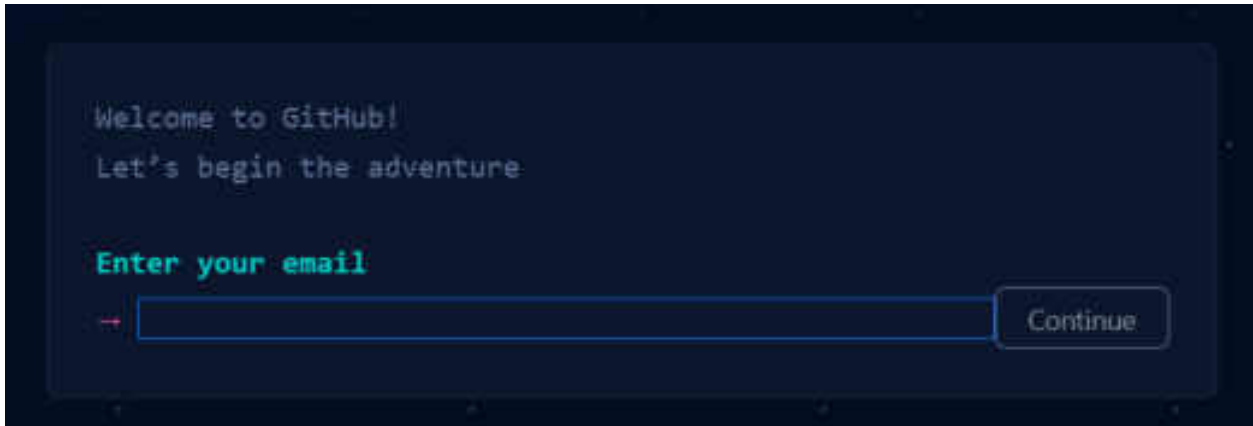 Welcome to GitHub!
Let's begin the adventure
Enter your email
→ Continue